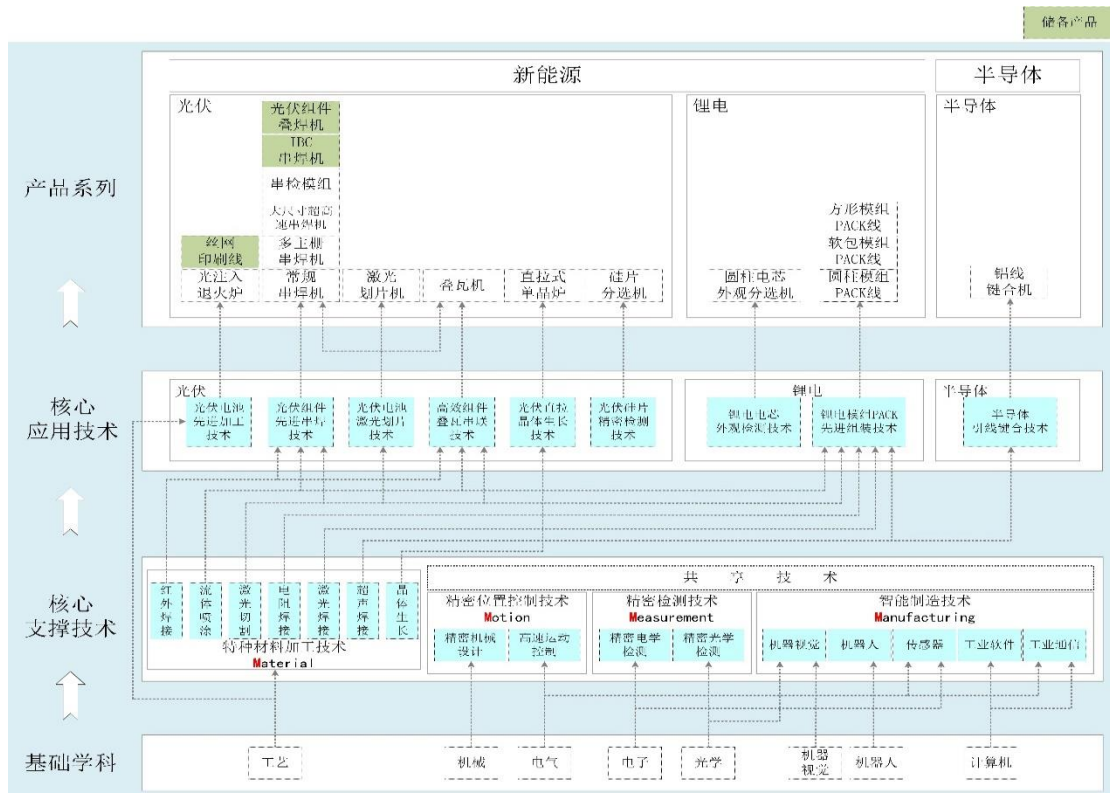 储备产品
新能源
半导体
光伏
锂电
半导体
产品系列
光伏组件
叠焊机
IBC
串焊机
串检模组
大尺寸超高
速串焊机
丝网
印刷线
多主栅
串焊机
光注入
退火炉
常规
串焊机
激光
划片机
叠瓦机
直拉式
单晶炉
硅片
分选机
圆柱电芯
外观分选机
方形模组
PACK线
软包模组
PACK线
圆柱模组
PACK线
铝线
键合机
核心
应用技术
光伏
锂电
半导体
光伏电池
先进加工
技术
光伏组件
先进串焊
技术
光伏电池
激光划片
技术
高效组件
叠瓦串联
技术
光伏直拉
晶体生长
技术
光伏硅片
精密检测
技术
锂电电芯
外观检测技术
锂电模组PACK
先进组装技术
半导体
引线键合技术
核心
支撑技术
红外焊接
流体喷涂
激光切割
电阻焊接
激光焊接
超声焊接
晶体生长
特种材料加工技术
Material
共享技术
精密位置控制技术
Motion
精密机械
设计
高速运动
控制
精密检测技术
Measurement
精密电学
检测
精密光学
检测
智能制造技术
Manufacturing
机器视觉
机器人
传感器
工业软件
工业通信
基础学科
工艺
机械
电气
电子
光学
机器
视觉
机器人
计算机